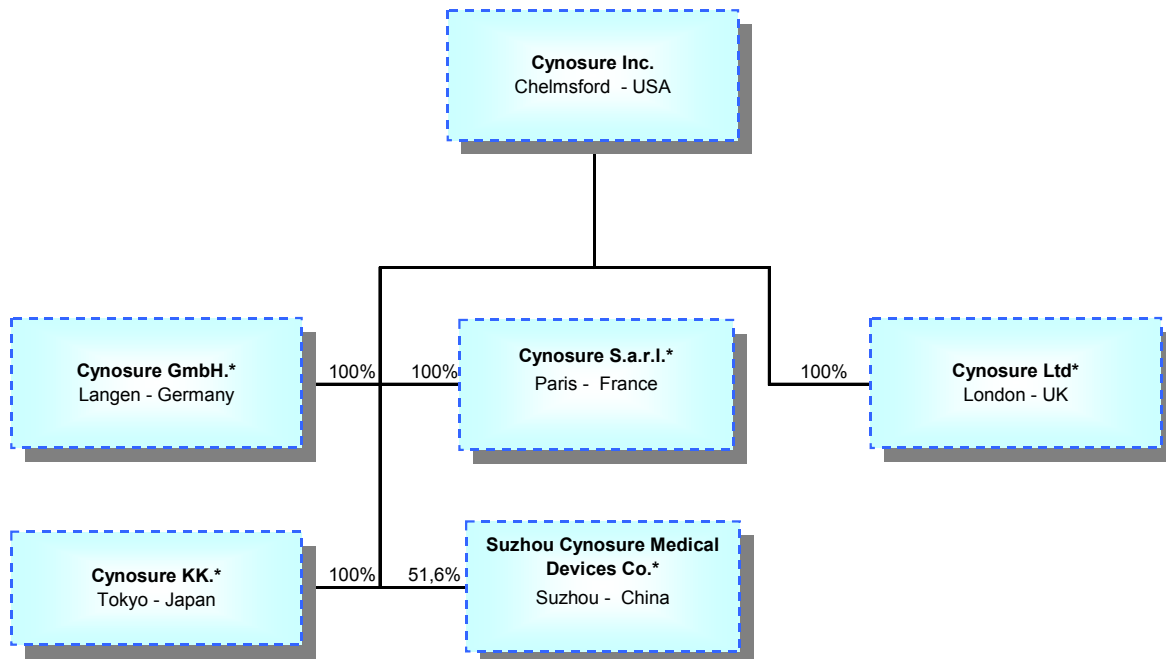 Cynosure Inc.
Chelmsford - USA
Cynosure GmbH.*
Langen - Germany
100%
100%
Cynosure S.a.r.l.*
Paris - France
100%
Cynosure Ltd*
London - UK
Cynosure KK.*
Tokyo - Japan
100%
51,6%
Suzhou Cynosure Medical
Devices Co.*
Suzhou - China